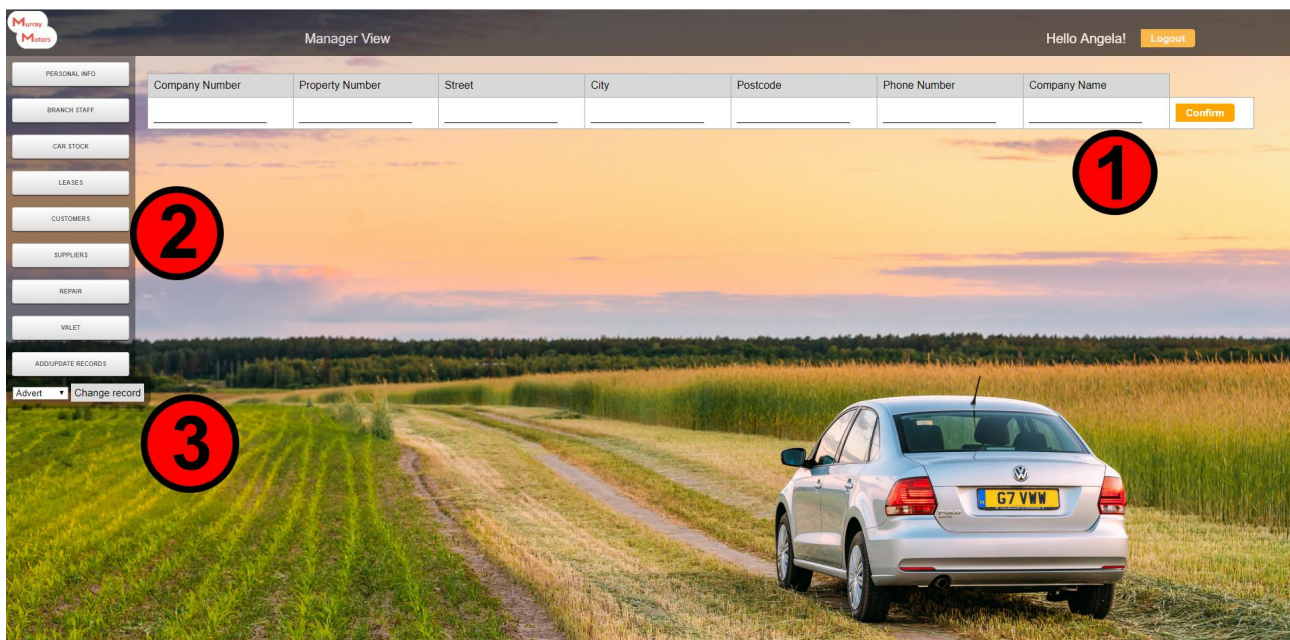 Murray
Motors
Manager View
Hello Angela!
Logout
PERSONAL INFO
BRANCH STAFF
CAR STOCK
LEASES
CUSTOMERS
SUPPLIERS
REPAIR
VALET
ADD/UPDATE RECORDS
Advert
Change record
Company Number Property Number Street City Postcode Phone Number Company Name
Confirm
1
2
3
G7 VWW
POLO